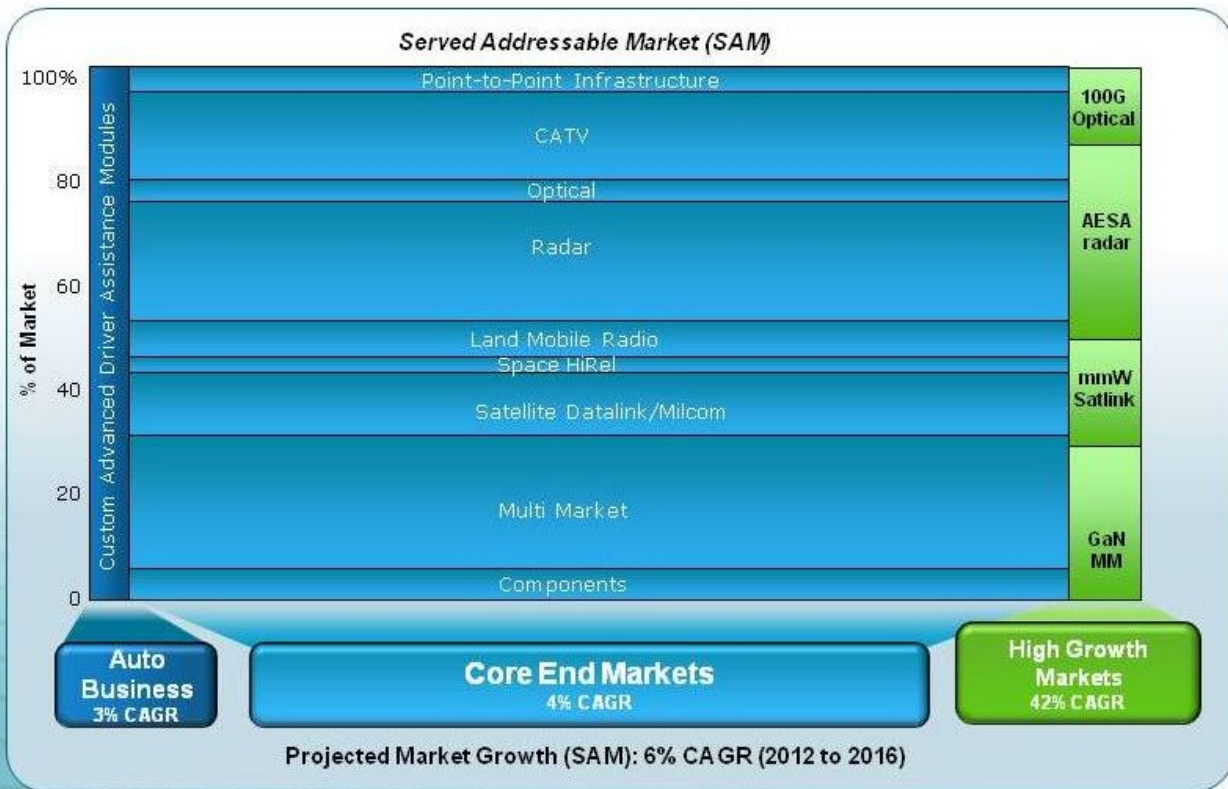 Served Addressable Market (SAM)
% of Market
100%
80
60
40
20
0
Custom Advanced Driver Assistance Modules
Point-to-Point Infrastructure
CATV
Optical
Radar
Land Mobile Radio
Space HiRel
Satellite Datalink/Milcom
Multi Market
Components
100G
Optical
AESA
radar
mmW
Satlink
GaN
MM
Auto
Business
3% CAGR
Core End Markets
4% CAGR
High Growth
Markets
42% CAGR
Projected Market Growth (SAM): 6% CAGR (2012 to 2016)